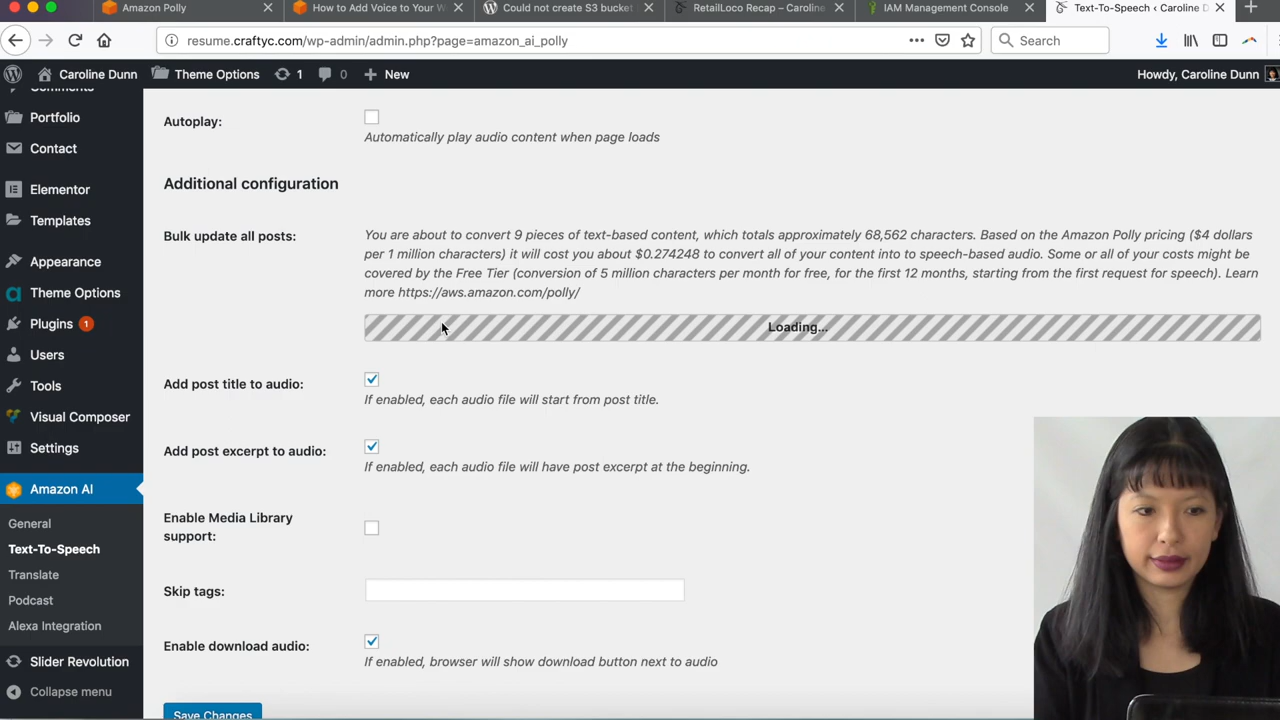 Amazon Polly
How to Add Voice to Your W
Could not create S3 bucket
RetailLoco Recap – Caroline
IAM Management Console
Text-To-Speech ‹ Caroline D
resume.craftyc.com/wp-admin/admin.php?page=amazon_ai_polly
Search
Caroline Dunn
Theme Options
1
0
New
Howdy, Caroline Dunn
Comments
Portfolio
Contact
Elementor
Templates
Appearance
Theme Options
Plugins 1
Users
Tools
Visual Composer
Settings
Amazon AI
General
Text-To-Speech
Translate
Podcast
Alexa Integration
Slider Revolution
Collapse menu
Autoplay:
Automatically play audio content when page loads
Additional configuration
Bulk update all posts:
You are about to convert 9 pieces of text-based content, which totals approximately 68,562 characters. Based on the Amazon Polly pricing ($4 dollars
per 1 million characters) it will cost you about $0.274248 to convert all of your content into to speech-based audio. Some or all of your costs might be
covered by the Free Tier (conversion of 5 million characters per month for free, for the first 12 months, starting from the first request for speech). Learn
more https://aws.amazon.com/polly/
Loading...
Add post title to audio:
If enabled, each audio file will start from post title.
Add post excerpt to audio:
If enabled, each audio file will have post excerpt at the beginning.
Enable Media Library
support:
Skip tags:
Enable download audio:
If enabled, browser will show download button next to audio
Save Changes